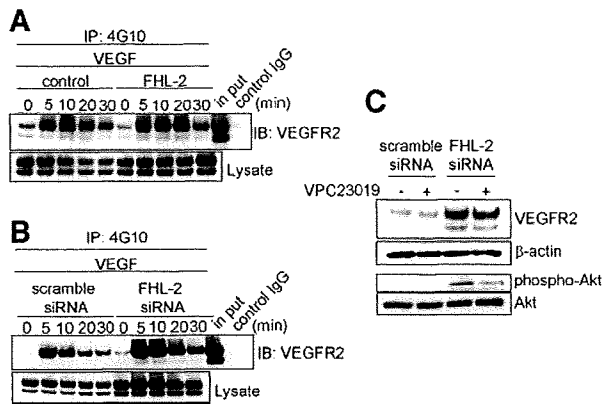 A
IP: 4G10
VEGF
control FHL-2
0 5 10 20 30 0 5 10 20 30 (min)
in put
control IgG
IB: VEGFR2
Lysate
B
IP: 4G10
VEGF
scramble siRNA FHL-2 siRNA
0 5 10 20 30 0 5 10 20 30 (min)
in put
control IgG
IB: VEGFR2
Lysate
C
scramble siRNA FHL-2 siRNA
VPC23019 - + - +
VEGFR2
β-actin
phospho-Akt
Akt